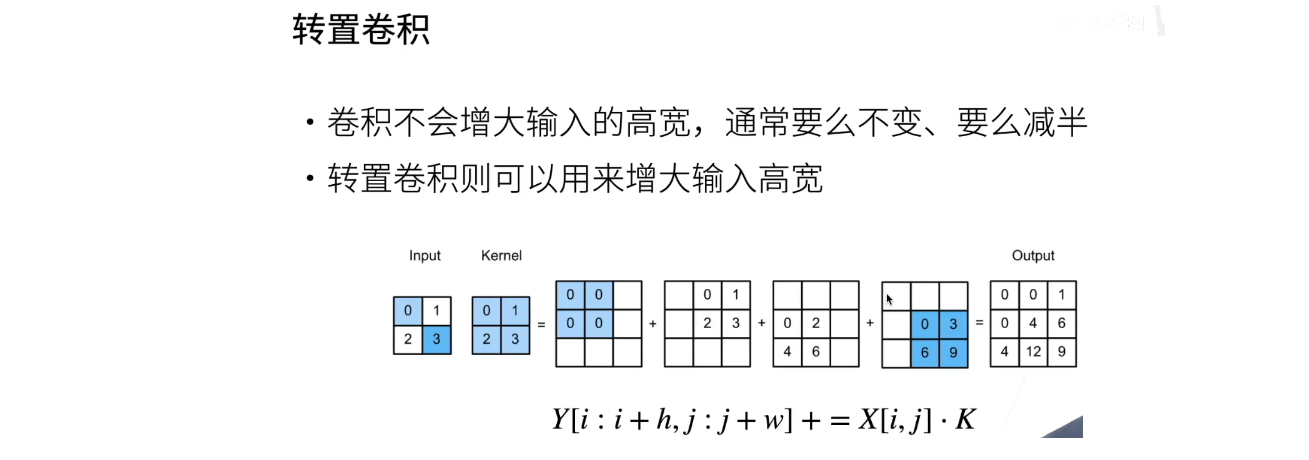 转置卷积
• 卷积不会增大输入的高宽，通常要么不变、要么减半
• 转置卷积则可以用来增大输入高宽
Input Kernel Output
0 0 0 1 0 0 1
0 1 0 1 0 0 2 3 0 2 0 3 0 4 6
2 3 2 3 = + + + =
4 6 6 9 4 12 9
Y[i : i + h, j : j + w] + = X[i, j] · K